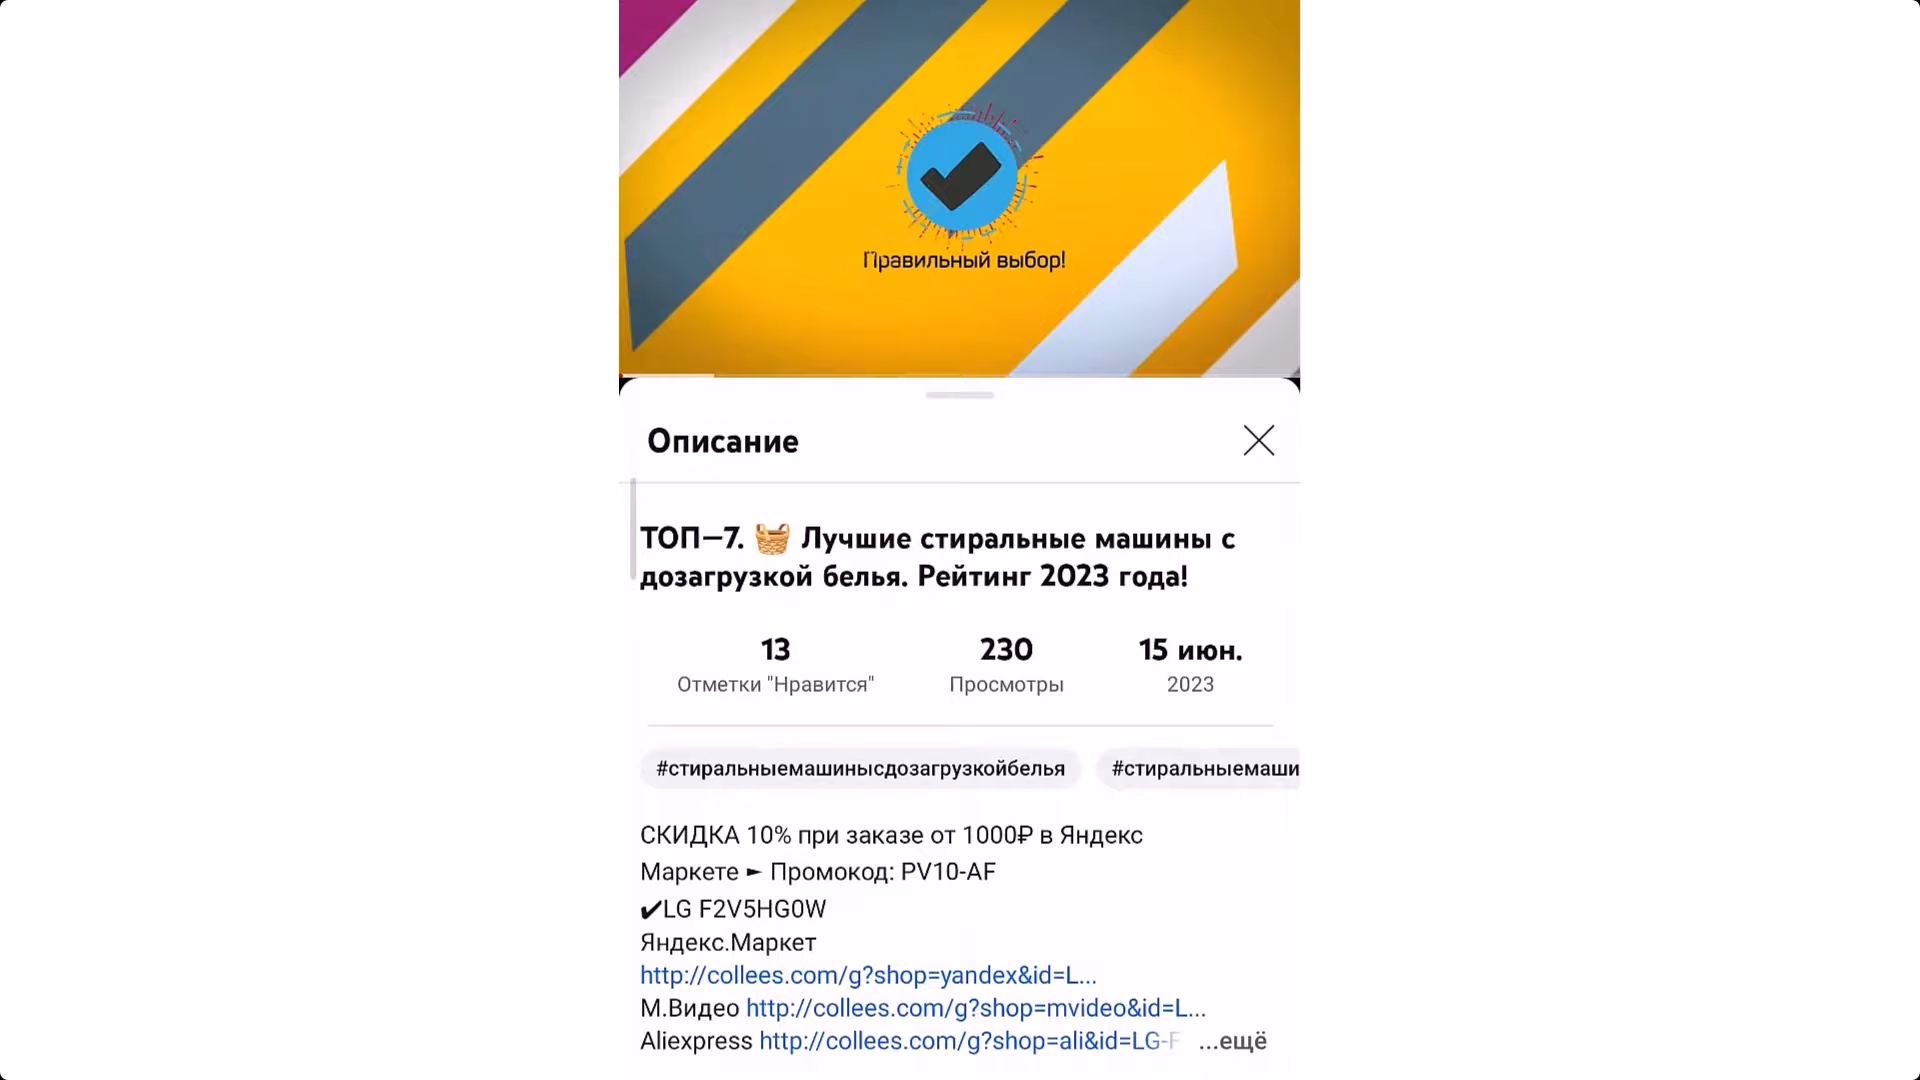 Правильный выбор!
Описание
ТОП–7. 🧺 Лучшие стиральные машины с
дозагрузкой белья. Рейтинг 2023 года!
13
Отметки "Нравится"
230
Просмотры
15 июн.
2023
#стиральныемашинысдозагрузкойбелья
#стиральныемаши
СКИДКА 10% при заказе от 1000₽ в Яндекс
Маркете ► Промокод: PV10-AF
✔LG F2V5HG0W
Яндекс.Маркет
http://collees.com/g?shop=yandex&id=L...
М.Видео http://collees.com/g?shop=mvideo&id=L...
Aliexpress http://collees.com/g?shop=ali&id=LG-F ...ещё